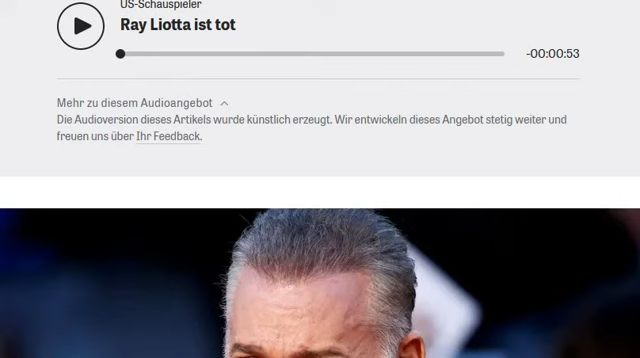 US-Schauspieler
Ray Liotta ist tot
-00:00:53
Mehr zu diesem Audioangebot
Die Audioversion dieses Artikels wurde künstlich erzeugt. Wir entwickeln dieses Angebot stetig weiter und
freuen uns über Ihr Feedback.